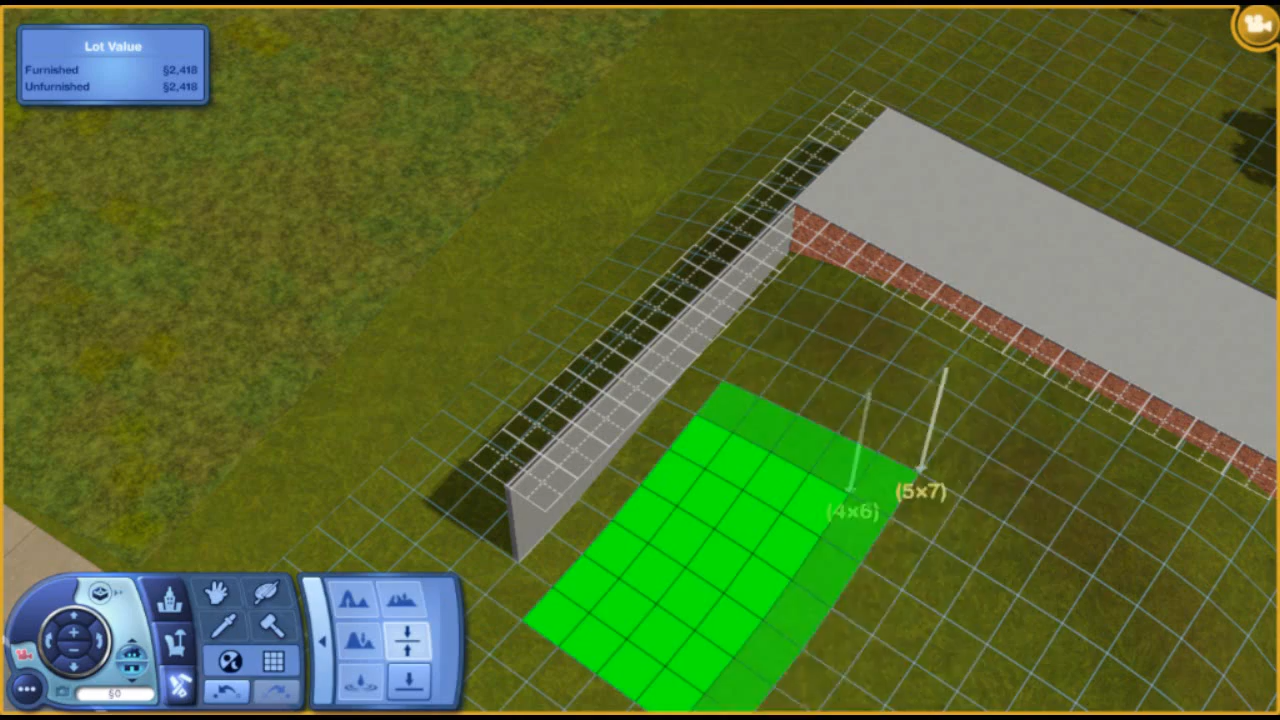 Lot Value
Furnished §2,418
Unfurnished §2,418
(5x7)
(4x6)
§0